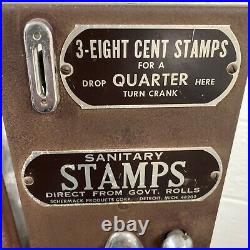 3-EIGHT CENT STAMPS
FOR A
DROP QUARTER HERE
TURN CRANK
SANITARY
STAMPS
DIRECT FROM GOVT. ROLLS
SCHERMACK PRODUCTS CORP. DETROIT, MICH. 48202